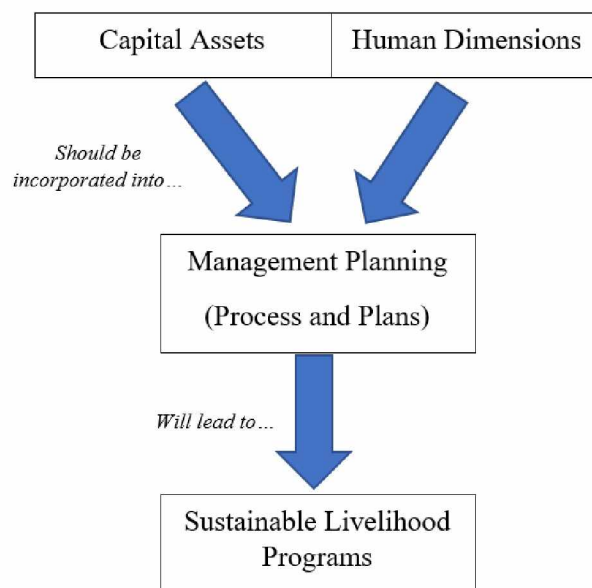 Capital Assets
Human Dimensions
Should be
incorporated into…
Management Planning
(Process and Plans)
Will lead to…
Sustainable Livelihood
Programs